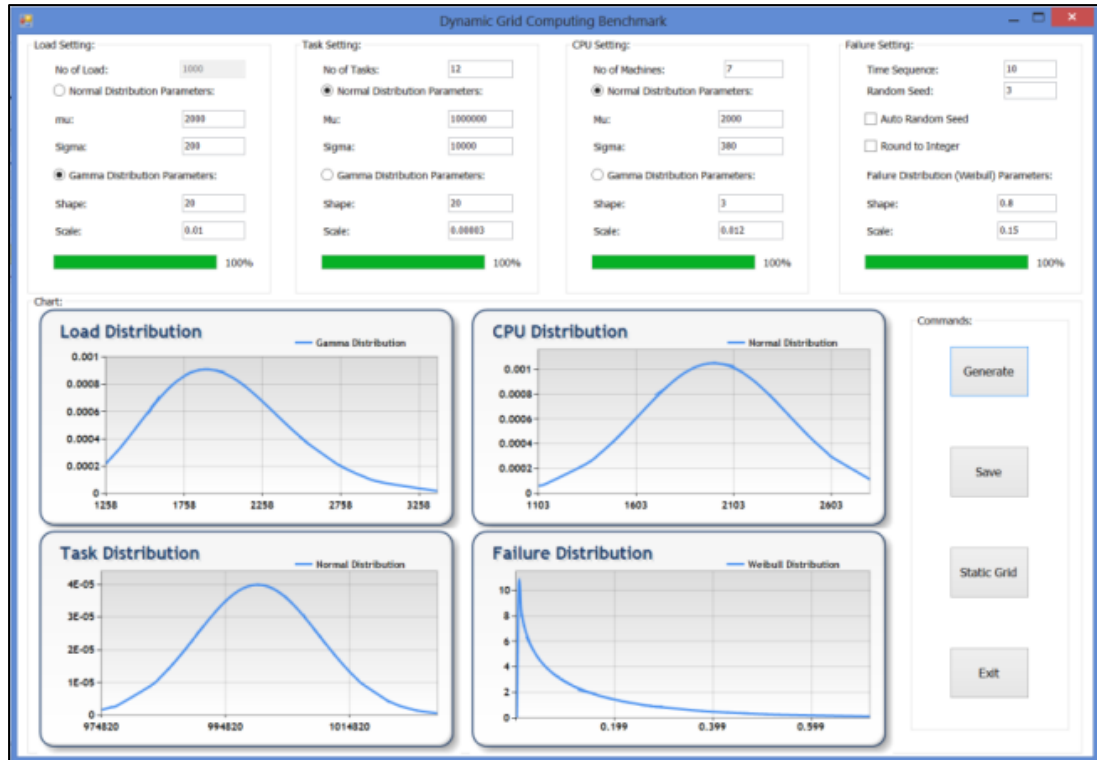 Dynamic Grid Computing Benchmark
Load Setting:
No of Load: 1000
Normal Distribution Parameters:
mu: 2000
Sigma: 200
Gamma Distribution Parameters:
Shape: 20
Scale: 0.01
100%
Task Setting:
No of Tasks: 12
Normal Distribution Parameters:
Mu: 1000000
Sigma: 10000
Gamma Distribution Parameters:
Shape: 20
Scale: 0.00003
100%
CPU Setting:
No of Machines: 7
Normal Distribution Parameters:
Mu: 2000
Sigma: 380
Gamma Distribution Parameters:
Shape: 3
Scale: 0.012
100%
Failure Setting:
Time Sequence: 10
Random Seed: 3
Auto Random Seed
Round to Integer
Failure Distribution (Weibull) Parameters:
Shape: 0.8
Scale: 0.15
100%
Chart:
Load Distribution
Gamma Distribution
0.001
0.0008
0.0006
0.0004
0.0002
0
1258 1758 2258 2758 3258
CPU Distribution
Normal Distribution
0.001
0.0008
0.0006
0.0004
0.0002
0
1103 1603 2103 2603
Task Distribution
Normal Distribution
4E-05
3E-05
2E-05
1E-05
0
974820 994820 1014820
Failure Distribution
Weibull Distribution
10
8
6
4
2
0
0.199 0.399 0.599
Commands:
Generate
Save
Static Grid
Exit